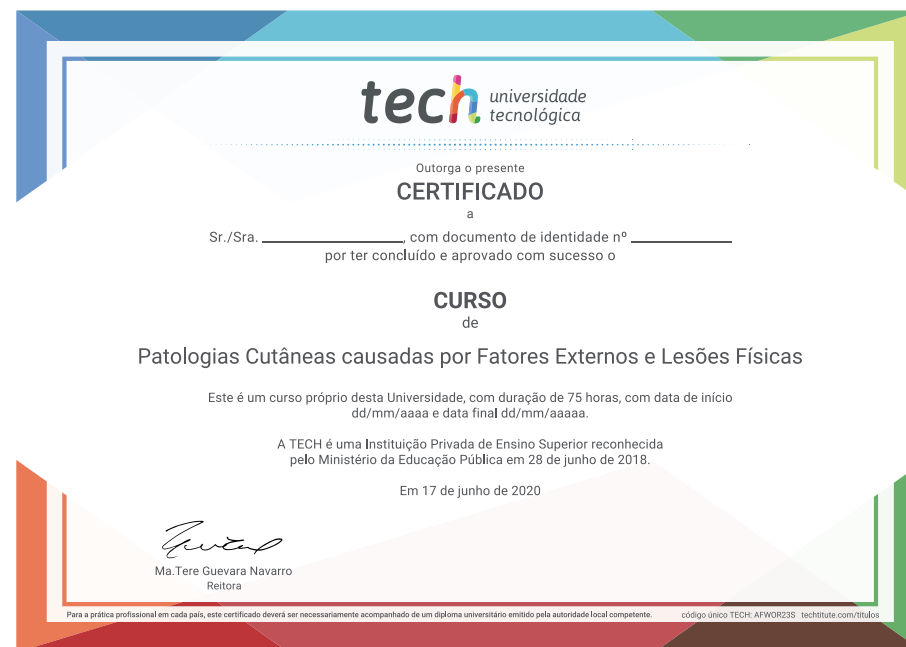 tech universidade
tecnológica
Outorga o presente
CERTIFICADO
a
Sr./Sra. ____________, com documento de identidade nº ____________
por ter concluído e aprovado com sucesso o
CURSO
de
Patologias Cutâneas causadas por Fatores Externos e Lesões Físicas
Este é um curso próprio desta Universidade, com duração de 75 horas, com data de início
dd/mm/aaaa e data final dd/mm/aaaaa.
A TECH é uma Instituição Privada de Ensino Superior reconhecida
pelo Ministério da Educação Pública em 28 de junho de 2018.
Em 17 de junho de 2020
Ma.Tere Guevara Navarro
Reitora
Para a prática profissional em cada país, este certificado deverá ser necessariamente acompanhado de um diploma universitário emitido pela autoridade local competente. código único TECH: AFWOR23S techtitute.com/titulos